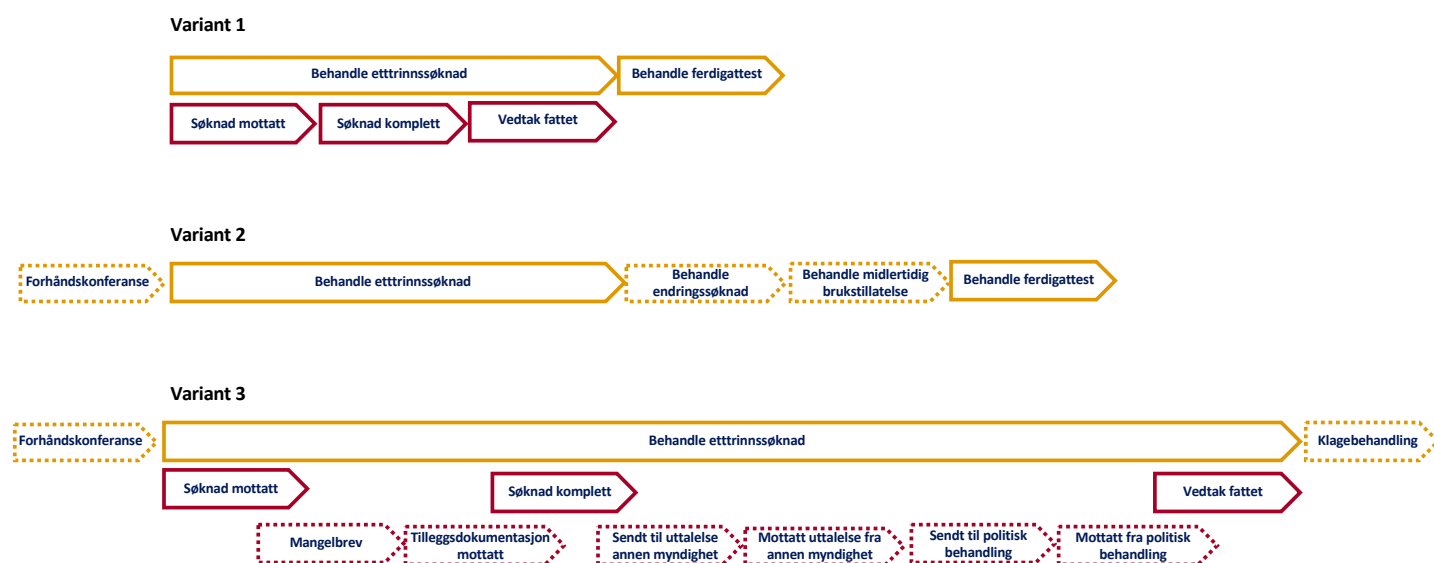 Variant 1
Behandle etttrinnssøknad
Behandle ferdigattest
Søknad mottatt
Søknad komplett
Vedtak fattet
Variant 2
Forhåndskonferanse
Behandle etttrinnssøknad
Behandle
endringssøknad
Behandle midlertidig
brukstillatelse
Behandle ferdigattest
Variant 3
Forhåndskonferanse
Behandle etttrinnssøknad
Klagebehandling
Søknad mottatt
Søknad komplett
Vedtak fattet
Mangelbrev
Tilleggsdokumentasjon
mottatt
Sendt til uttalelse
annen myndighet
Mottatt uttalelse fra
annen myndighet
Sendt til politisk
behandling
Mottatt fra politisk
behandling